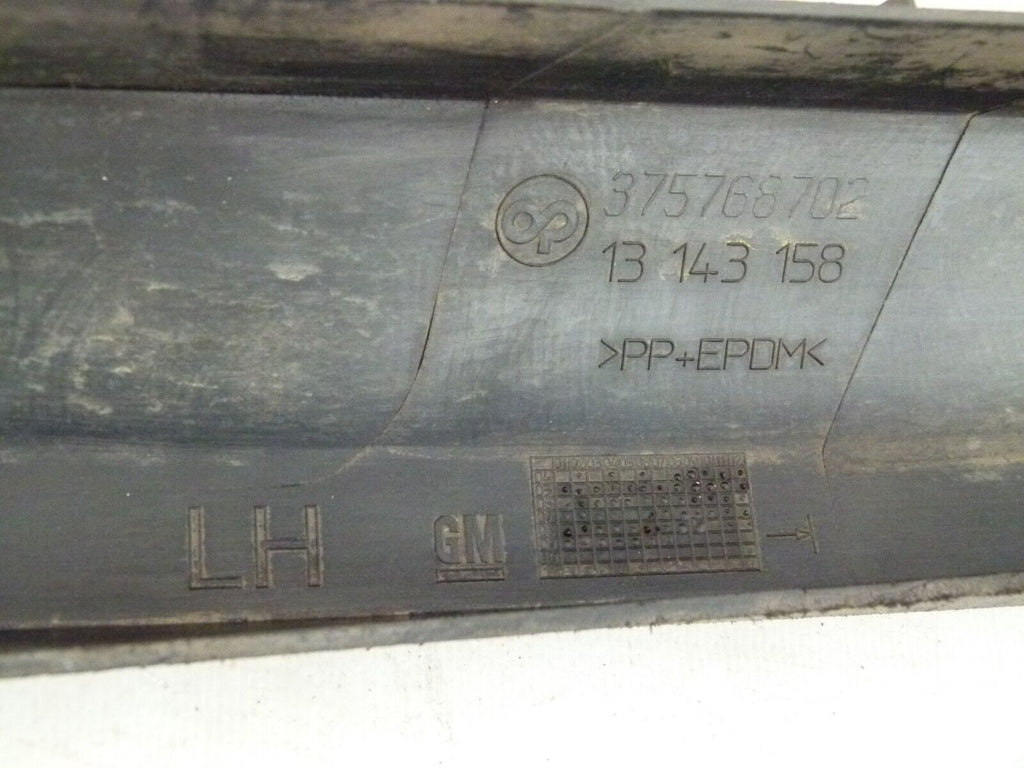 375768702
13 143 158
>PP+EPDM<
LH
GM